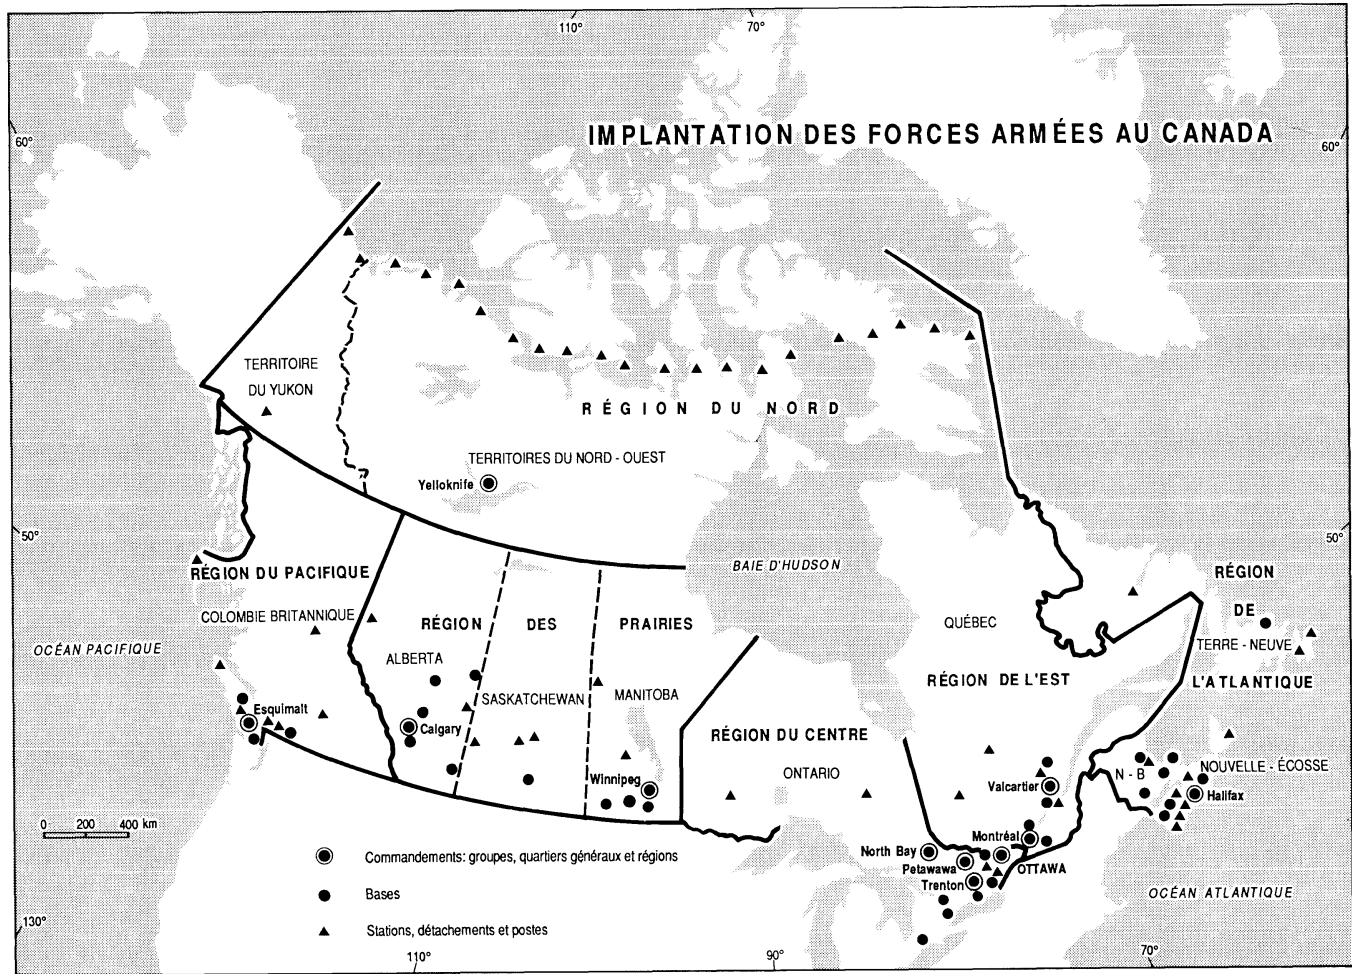 110°
70°
IMPLANTATION DES FORCES ARMÉES AU CANADA
60°
60°
TERRITOIRE
DU YUKON
RÉGION DU NORD
TERRITOIRES DU NORD - OUEST
Yelloknife
50°
50°
BAIE D'HUDSON
RÉGION DU PACIFIQUE
RÉGION
DE
COLOMBIE BRITANNIQUE
RÉGION DES PRAIRIES
QUÉBEC
TERRE - NEUVE
OCÉAN PACIFIQUE
ALBERTA
RÉGION DE L'EST
L'ATLANTIQUE
SASKATCHEWAN
MANITOBA
Esquimalt
Calgary
RÉGION DU CENTRE
ONTARIO
Winnipeg
Valcartier
N - B
NOUVELLE - ÉCOSSE
Halifax
0 200 400 km
Montréal
North Bay
Petawawa
OTTAWA
Trenton
OCÉAN ATLANTIQUE
Commandements: groupes, quartiers généraux et régions
Bases
Stations, détachements et postes
130°
110°
90°
70°